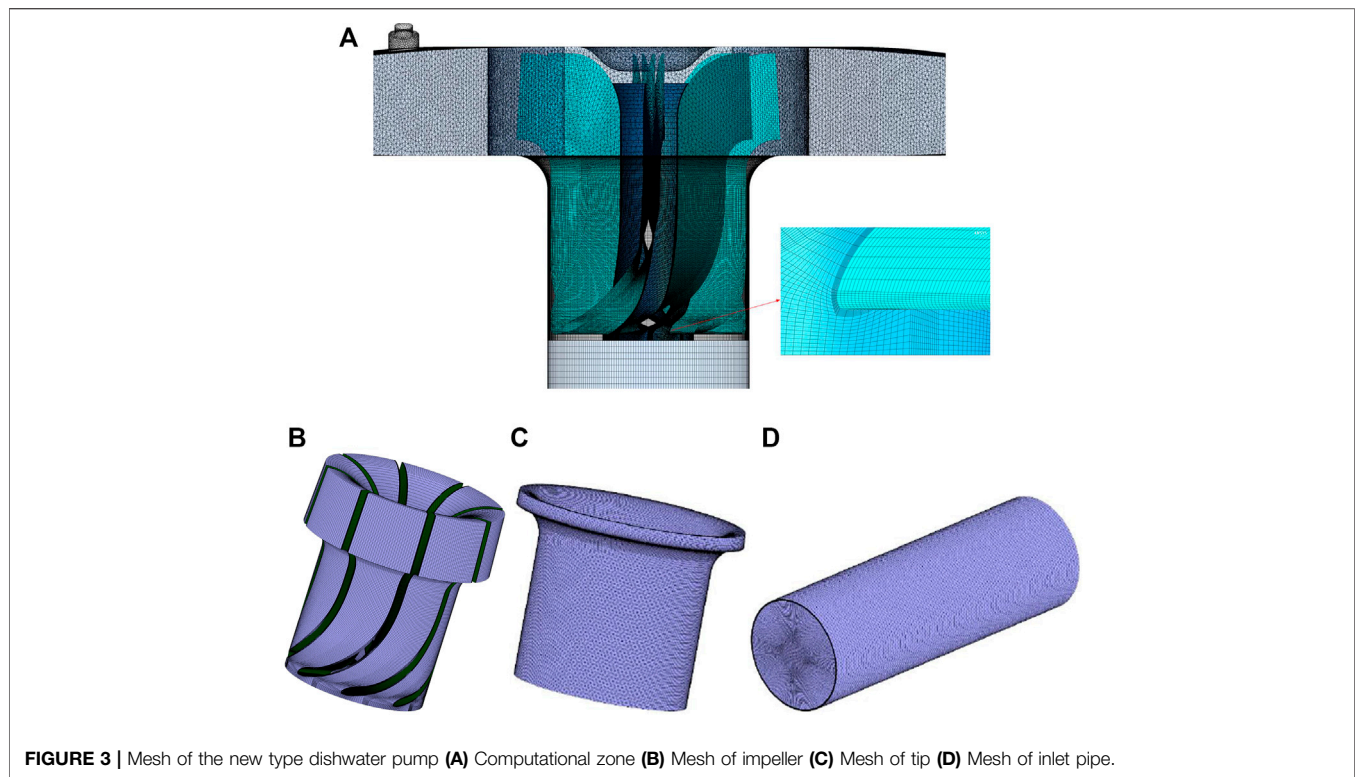 A
B
C
D
FIGURE 3 | Mesh of the new type dishwater pump (A) Computational zone (B) Mesh of impeller (C) Mesh of tip (D) Mesh of inlet pipe.